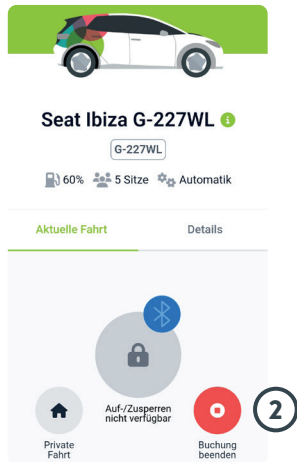 Seat Ibiza G-227WL
G-227WL
60% 5 Sitze Automatik
Aktuelle Fahrt Details
Auf-/Zusperren
nicht verfügbar
2
Private
Fahrt
Buchung
beenden